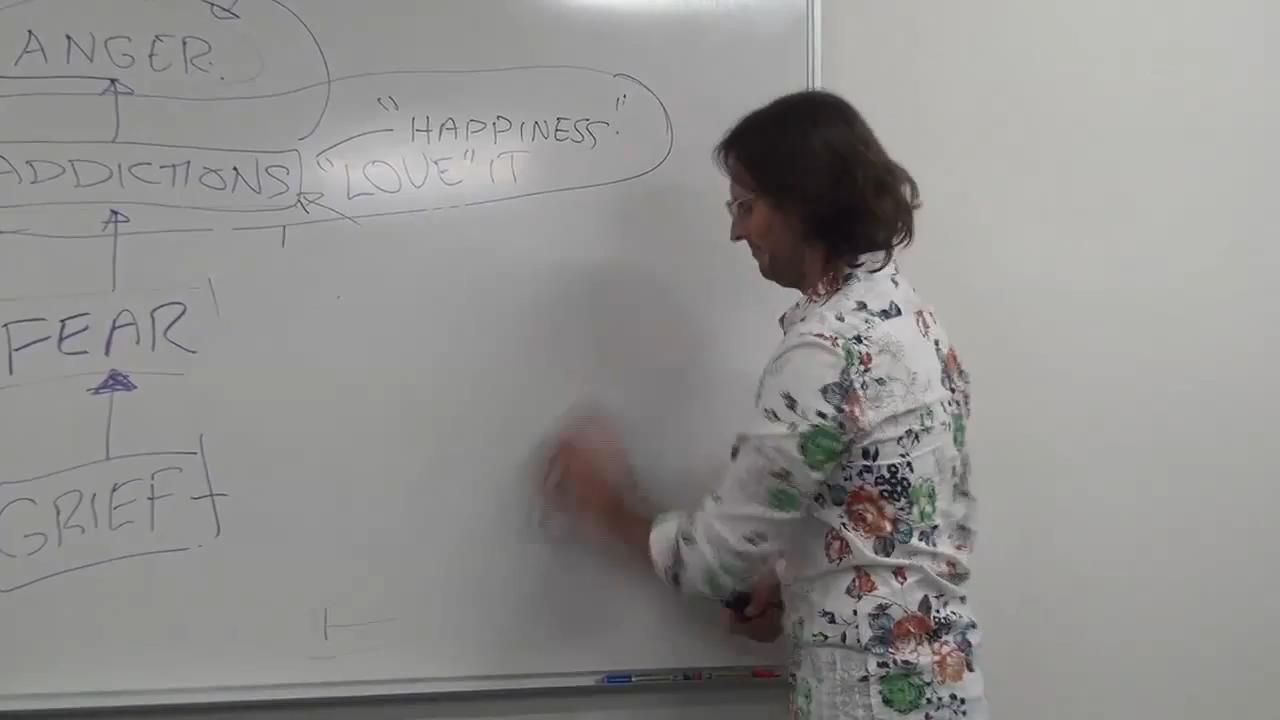 ANGER.
"HAPPINESS."
ADDICTIONS "LOVE" IT
FEAR
GRIEF